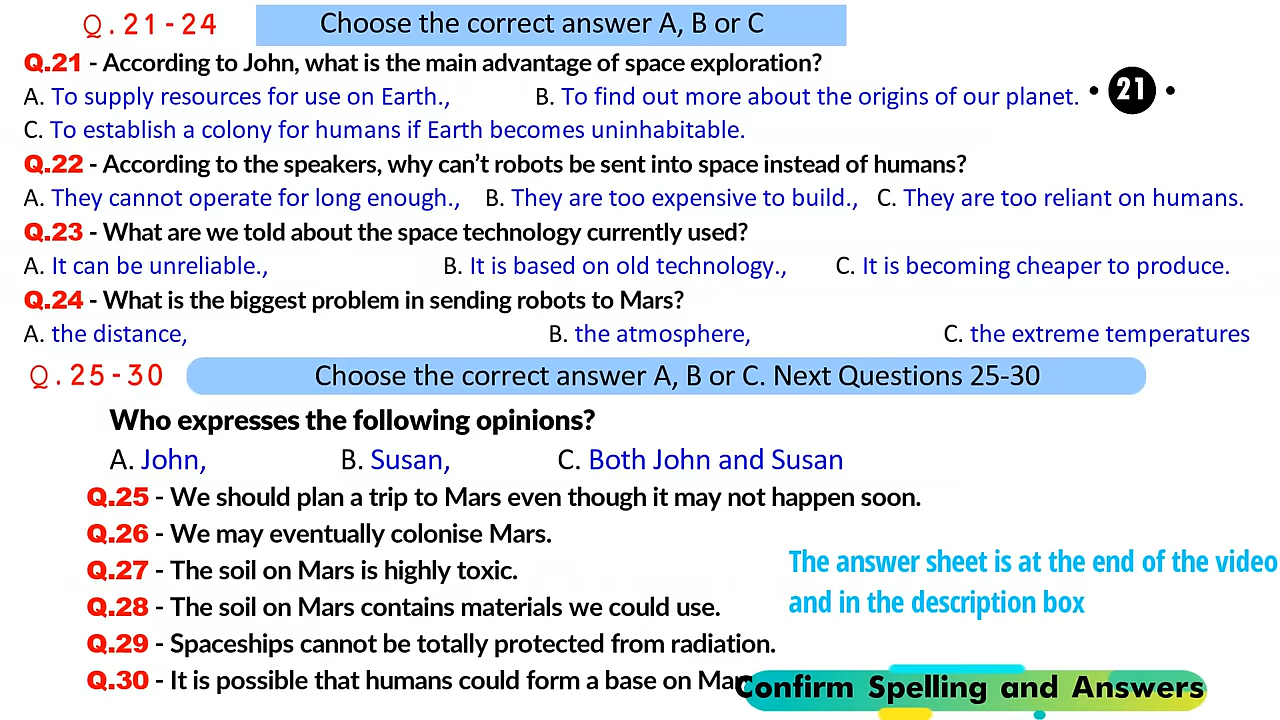 Q.21-24 Choose the correct answer A, B or C
Q.21 - According to John, what is the main advantage of space exploration?
A. To supply resources for use on Earth., B. To find out more about the origins of our planet. • 21 •
C. To establish a colony for humans if Earth becomes uninhabitable.
Q.22 - According to the speakers, why can't robots be sent into space instead of humans?
A. They cannot operate for long enough., B. They are too expensive to build., C. They are too reliant on humans.
Q.23 - What are we told about the space technology currently used?
A. It can be unreliable., B. It is based on old technology., C. It is becoming cheaper to produce.
Q.24 - What is the biggest problem in sending robots to Mars?
A. the distance, B. the atmosphere, C. the extreme temperatures
Q.25-30 Choose the correct answer A, B or C. Next Questions 25-30
Who expresses the following opinions?
A. John, B. Susan, C. Both John and Susan
Q.25 - We should plan a trip to Mars even though it may not happen soon.
Q.26 - We may eventually colonise Mars.
Q.27 - The soil on Mars is highly toxic.
Q.28 - The soil on Mars contains materials we could use.
Q.29 - Spaceships cannot be totally protected from radiation.
Q.30 - It is possible that humans could form a base on
The answer sheet is at the end of the video
and in the description box
Confirm Spelling and Answers